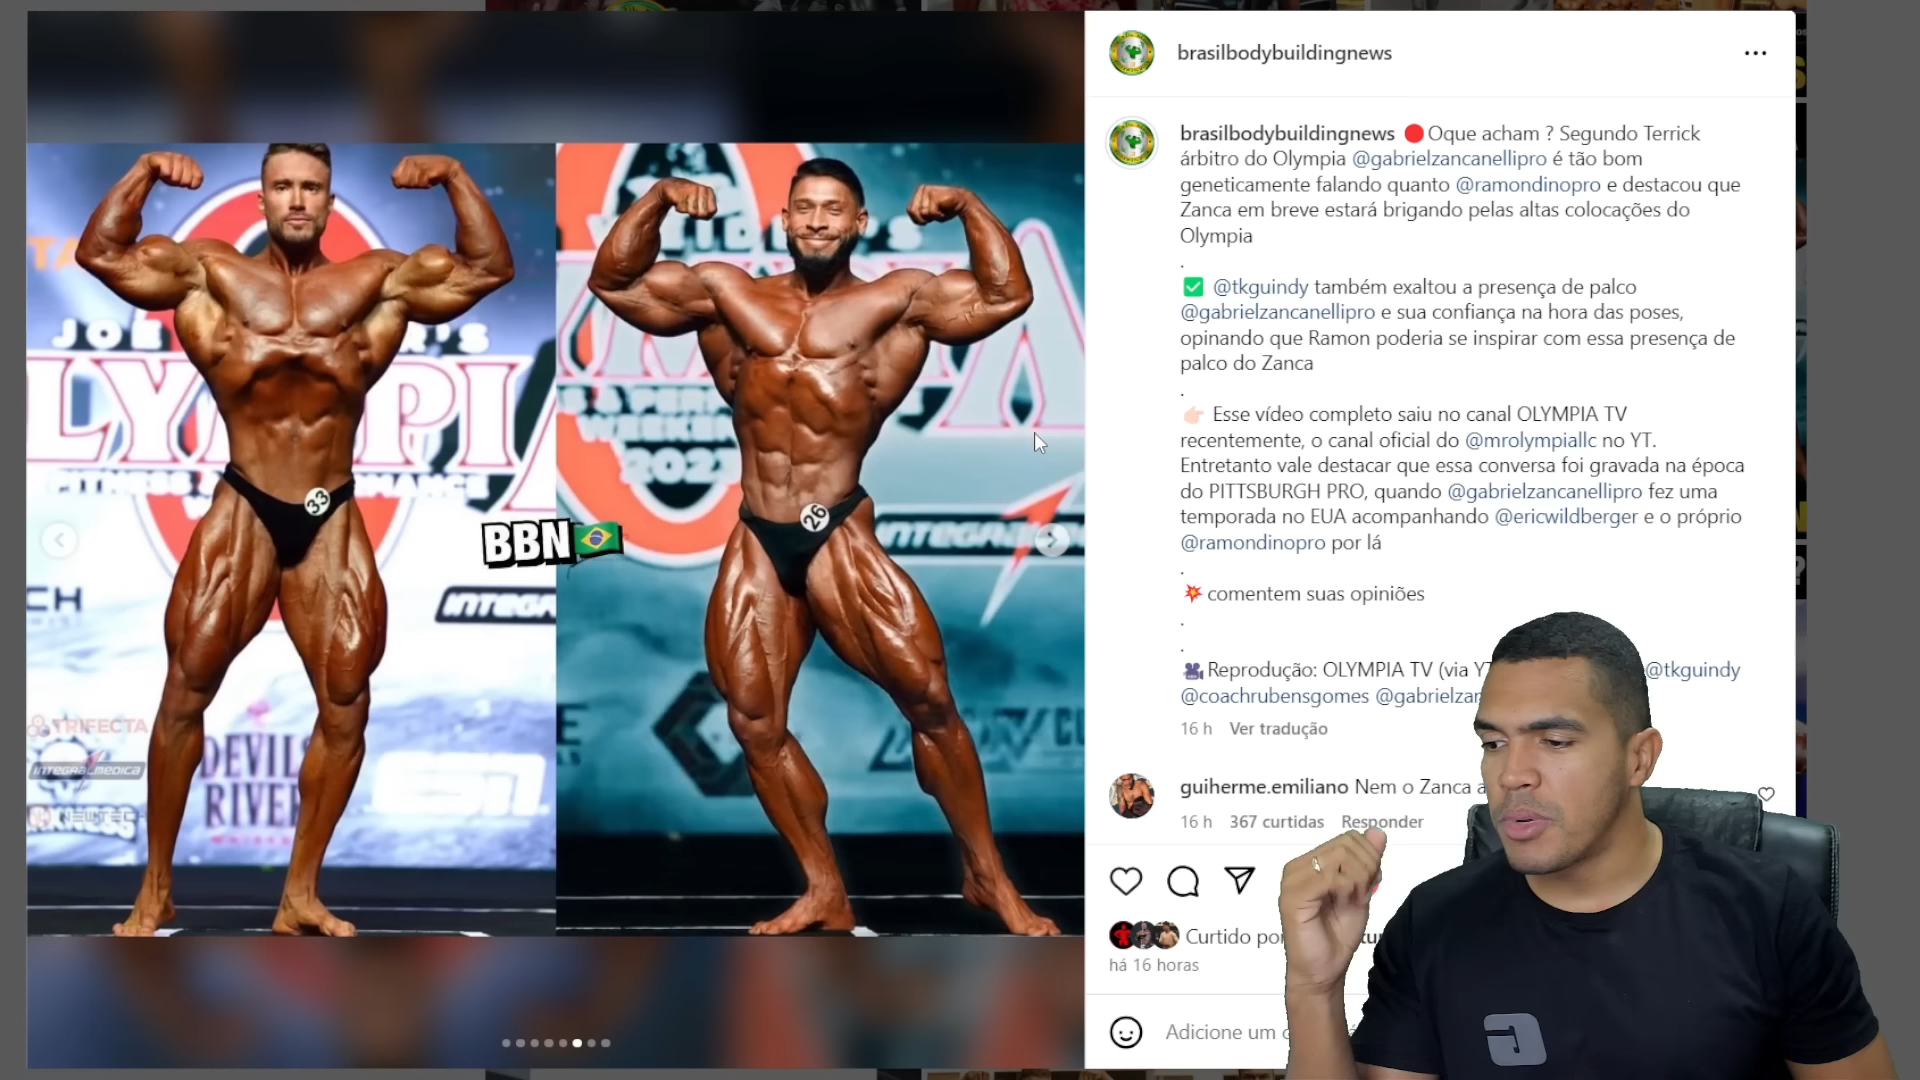 brasilbodybuildingnews
brasilbodybuildingnews 🔴Oque acham ? Segundo Terrick
árbitro do Olympia @gabrielzancanellipro é tão bom
geneticamente falando quanto @ramondinopro e destacou que
Zanca em breve estará brigando pelas altas colocações do
Olympia
.
✅ @tkguindy também exaltou a presença de palco
@gabrielzancanellipro e sua confiança na hora das poses,
opinando que Ramon poderia se inspirar com essa presença de
palco do Zanca
.
👉🏻 Esse vídeo completo saiu no canal OLYMPIA TV
recentemente, o canal oficial do @mrolympiallc no YT.
Entretanto vale destacar que essa conversa foi gravada na época
do PITTSBURGH PRO, quando @gabrielzancanellipro fez uma
temporada no EUA acompanhando @ericwildberger e o próprio
@ramondinopro por lá
.
💥 comentem suas opiniões
.
.
🎥 Reprodução: OLYMPIA TV (via @tkguindy
@coachrubensgomes
16 h Ver tradução
guiherme.emiliano Nem o Zanca
16 h 367 curtidas Responder
Curtido
há 16 horas
Adicione um
JOE
OLYMPIA
33
26
BBN
TRIFECTA
INTEGRALMEDICA
DEVILS
RIVER
WEEKEND